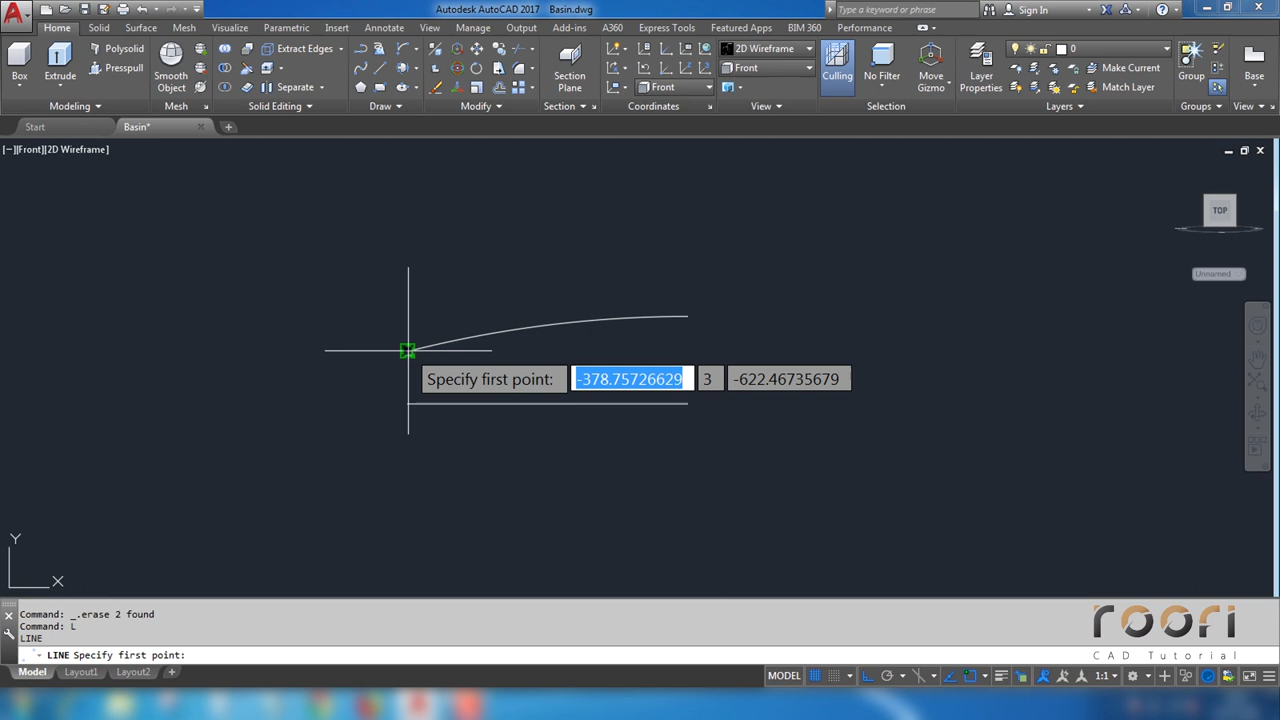 Autodesk AutoCAD 2017 Basin.dwg
Type a keyword or phrase
Sign In
Home Solid Surface Mesh Visualize Parametric Insert Annotate View Manage Output Add-ins A360 Express Tools Featured Apps BIM 360 Performance
Box
Extrude
Polysolid
Presspull
Smooth
Object
Extract Edges
Separate
Section
Plane
2D Wireframe
Front
Front
Culling
No Filter
Move
Gizmo
Layer
Properties
0
Make Current
Match Layer
Group
Base
Modeling Mesh Solid Editing Draw Modify Section Coordinates View Selection Layers Groups View
Start Basin*
[−][Front][2D Wireframe]
TOP
Unnamed
Specify first point: -378.75726629 3 -622.46735679
Y
X
Command: _.erase 2 found
Command: L
LINE
LINE Specify first point:
roori
CAD Tutorial
Model Layout1 Layout2 +
MODEL
1:1